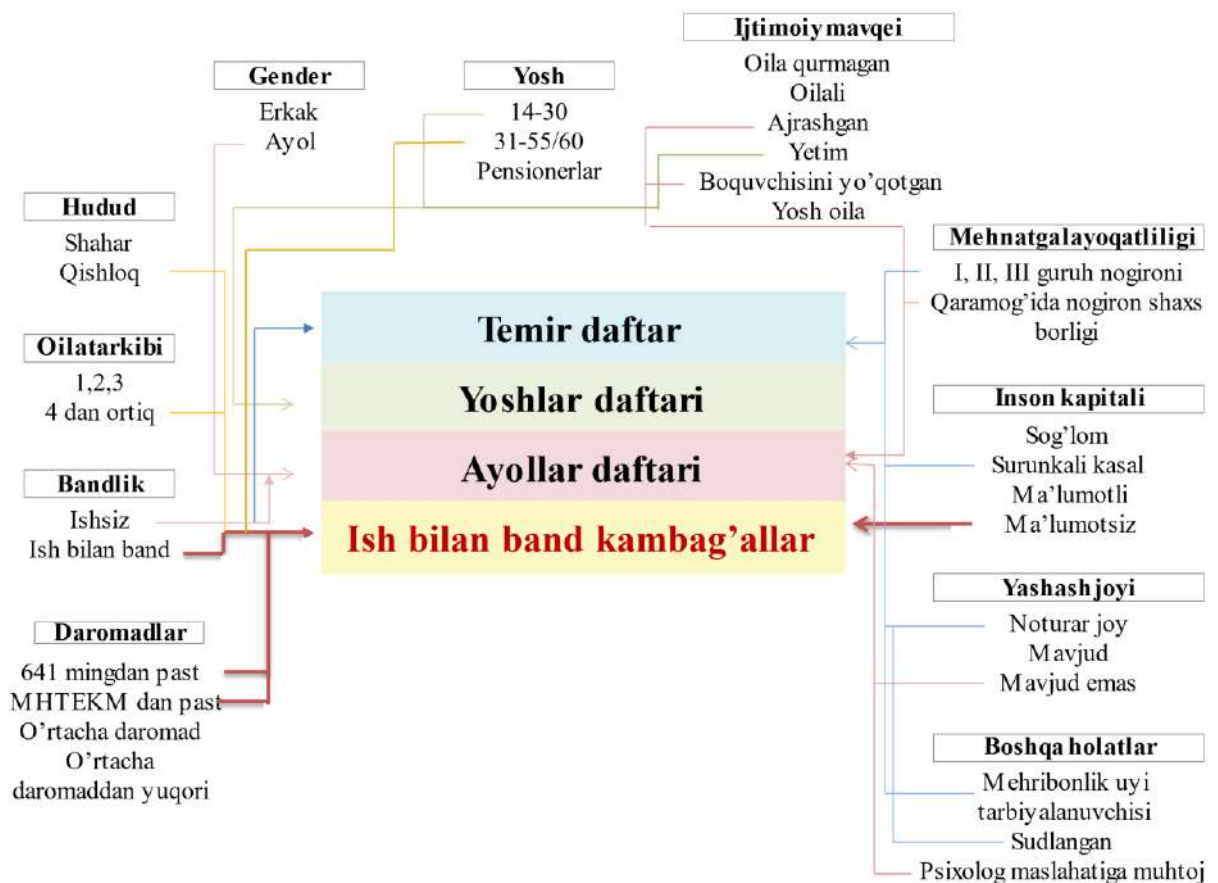 Ijtimoiy mavqei
Oila qurmagan
Oilali
Ajrashgan
Yetim
Boquvchisini yo'qotgan
Yosh oila
Gender
Erkak
Ayol
Yosh
14-30
31-55/60
Pensionerlar
Hudud
Shahar
Qishloq
Oilatarkibi
1,2,3
4 dan ortiq
Bandlik
Ishsiz
Ish bilan band
Daromadlar
641 mingdan past
MHTEKM dan past
O'rtacha daromad
O'rtacha
daromaddan yuqori
Temir daftar
Yoshlar daftari
Ayollar daftari
Ish bilan band kambag'allar
Mehnatgalayoqatliligi
I, II, III guruh nogironi
Qaramog'ida nogiron shaxs
borligi
Inson kapitali
Sog'lom
Surunkali kasal
Ma'lumotli
Ma'lumotsiz
Yashash joyi
Noturar joy
Mavjud
Mavjud emas
Boshqa holatlar
Mehribonlik uyi
tarbiyalanuvchisi
Sudlangan
Psixolog maslahatiga muhtoj